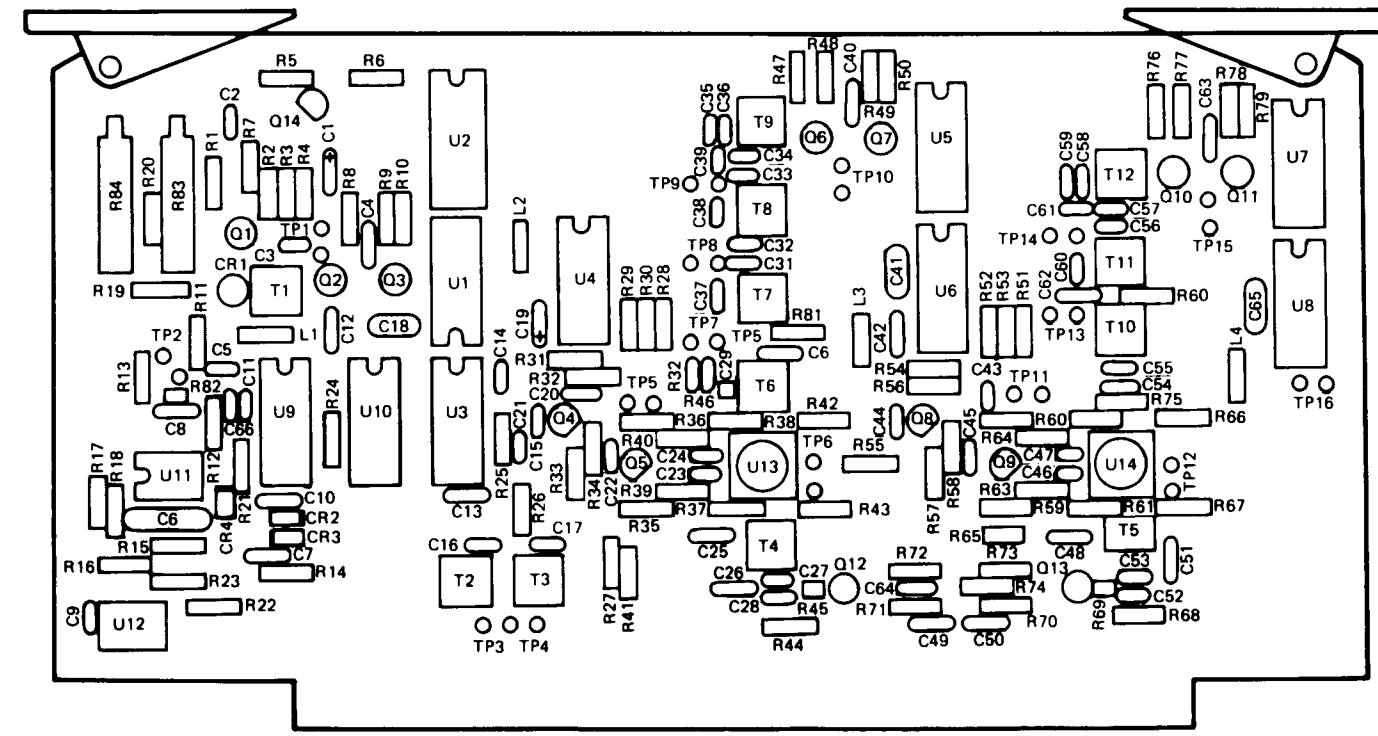 R5
R6
R47
R48
C40
R50
R76
R77
C63
R78
R79
C2
Q14
C1
U2
C35
C36
T9
Q6
R49
Q7
U5
U7
R84
R20
R83
R1
R7
R2
R3
R4
R8
R9
R10
C39
C34
C33
TP9
TP10
C59
C58
T12
Q10
Q11
C61
C57
C56
C38
T8
TP1
C4
L2
Q1
C3
CR1
T1
Q2
Q3
U1
U4
TP8
C32
C31
C41
U6
TP14
TP15
T11
C60
C62
R60
C65
U8
R19
R11
L1
C12
C18
C19
R29
R30
R28
C37
T7
TP7
TP5
R81
L3
C42
R52
R53
R51
TP13
T10
L4
TP2
R13
C5
R82
C11
C14
R31
R32
C20
R32
R46
C29
C6
T6
TP5
R54
R56
C43
TP11
C55
C54
R75
TP16
C8
C66
R12
U9
R24
U10
U3
C21
C15
Q4
R36
R38
R42
C44
Q8
C45
R60
R64
R66
R17
R18
U11
R21
CR4
R25
R33
R34
C22
R40
Q5
C24
C23
R39
U13
TP6
R55
R58
R57
Q9
C47
C46
R63
U14
TP12
C6
C10
CR2
CR3
C7
C13
R26
R35
R37
R43
R59
R61
R67
R15
R16
R23
R14
C16
C17
C25
T4
Q12
R72
R65
R73
C48
T5
C51
R22
T2
T3
R27
R41
C26
C28
C27
R45
C64
R71
R74
Q13
R69
C53
C52
C9
U12
TP3
TP4
R44
C49
C50
R70
R68